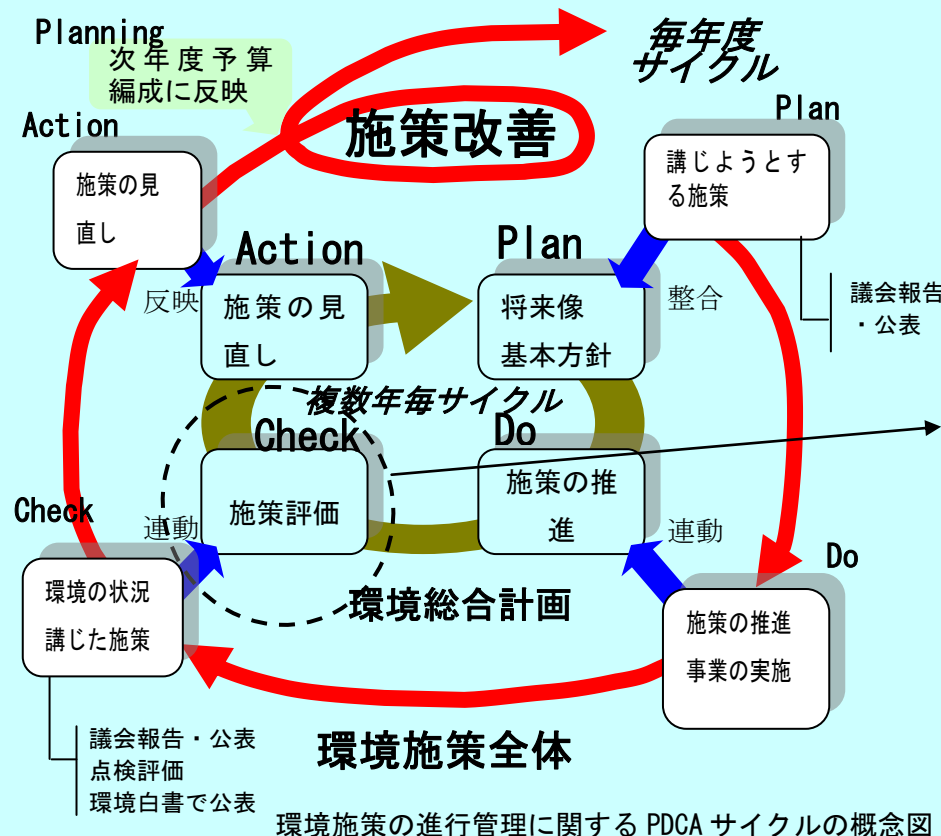 Planning
次年度予算
編成に反映
毎年度
サイクル
Action
施策改善
Plan
施策の見
直し
講じようとす
る施策
Action
Plan
反映
施策の見
直し
将来像
基本方針
整合
議会報告
・公表
複数年毎サイクル
Check
Do
施策評価
施策の推
進
Check
連動
連動
Do
環境の状況
講じた施策
環境総合計画
施策の推進
事業の実施
議会報告・公表
点検評価
環境白書で公表
環境施策全体
環境施策の進行管理に関する PDCA サイクルの概念図